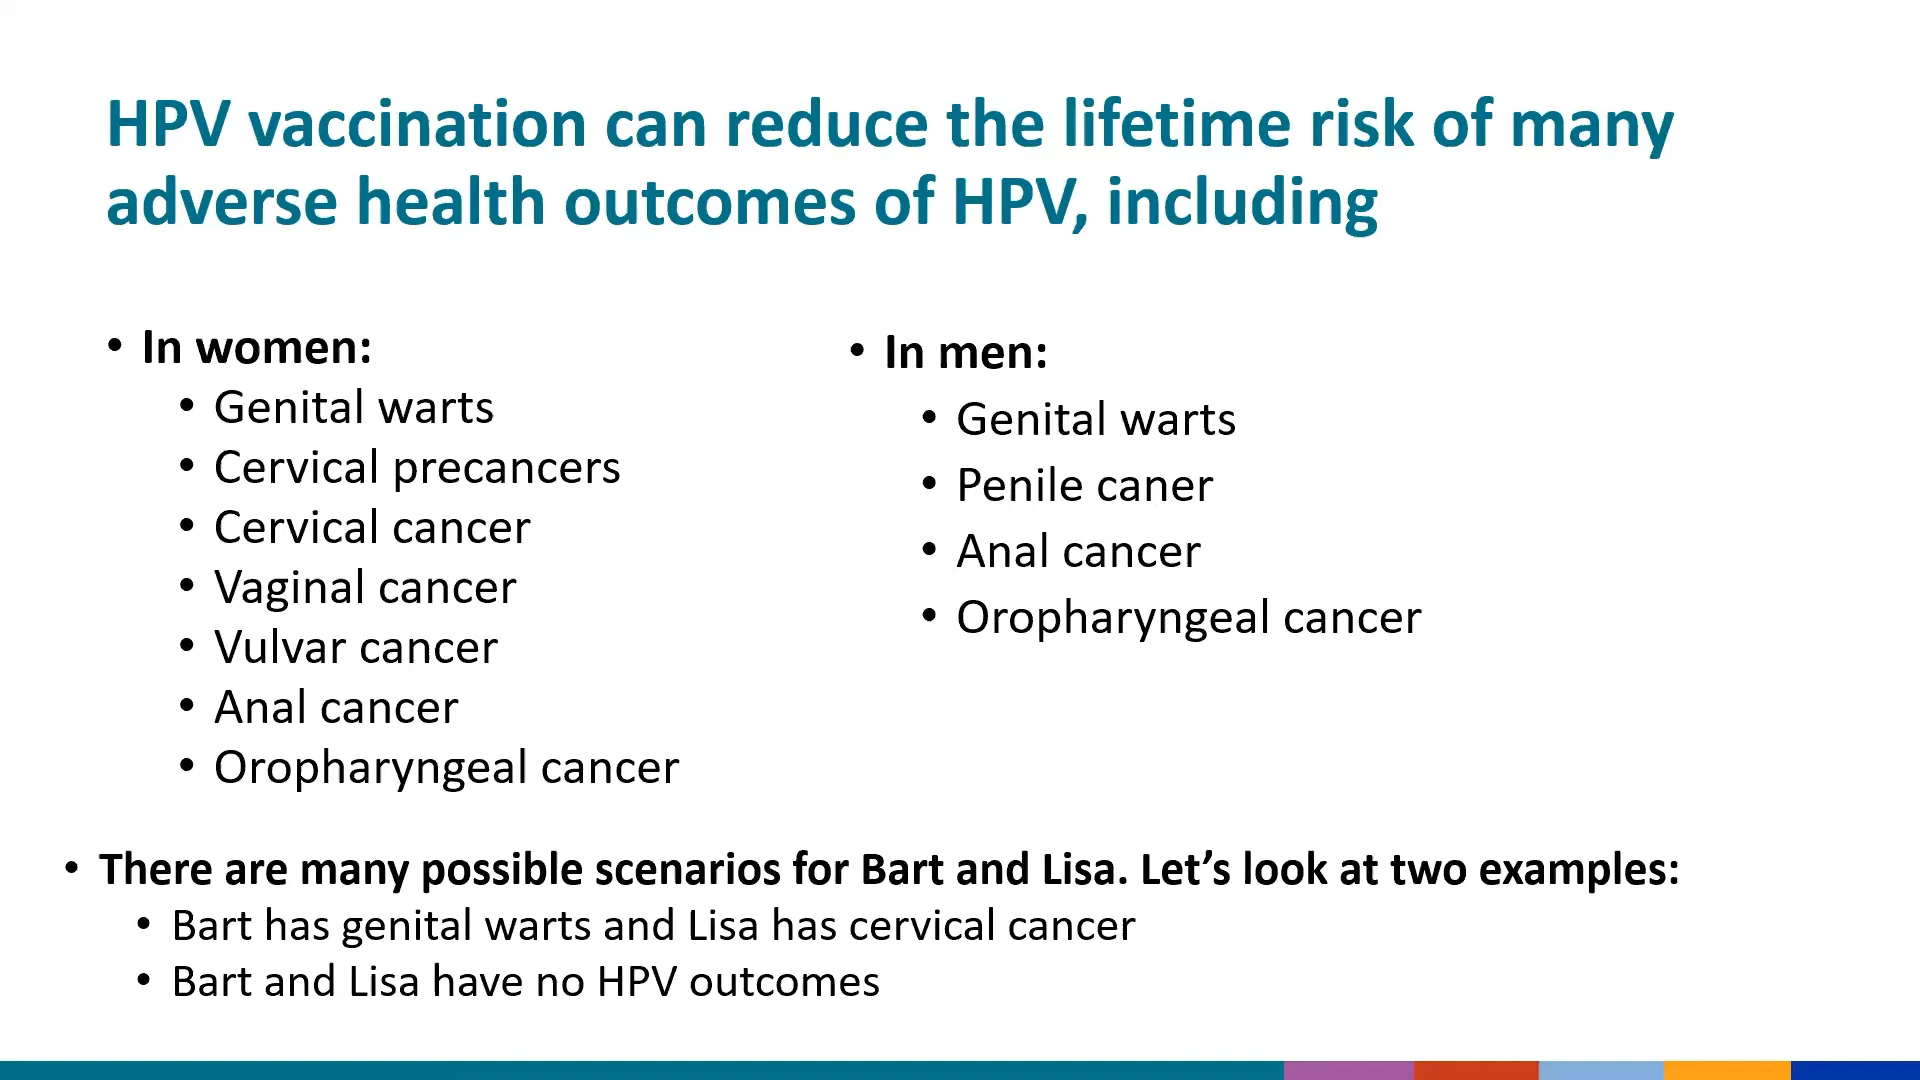 HPV vaccination can reduce the lifetime risk of many
adverse health outcomes of HPV, including
• In women:
• Genital warts
• Cervical precancers
• Cervical cancer
• Vaginal cancer
• Vulvar cancer
• Anal cancer
• Oropharyngeal cancer
• In men:
• Genital warts
• Penile caner
• Anal cancer
• Oropharyngeal cancer
• There are many possible scenarios for Bart and Lisa. Let’s look at two examples:
• Bart has genital warts and Lisa has cervical cancer
• Bart and Lisa have no HPV outcomes